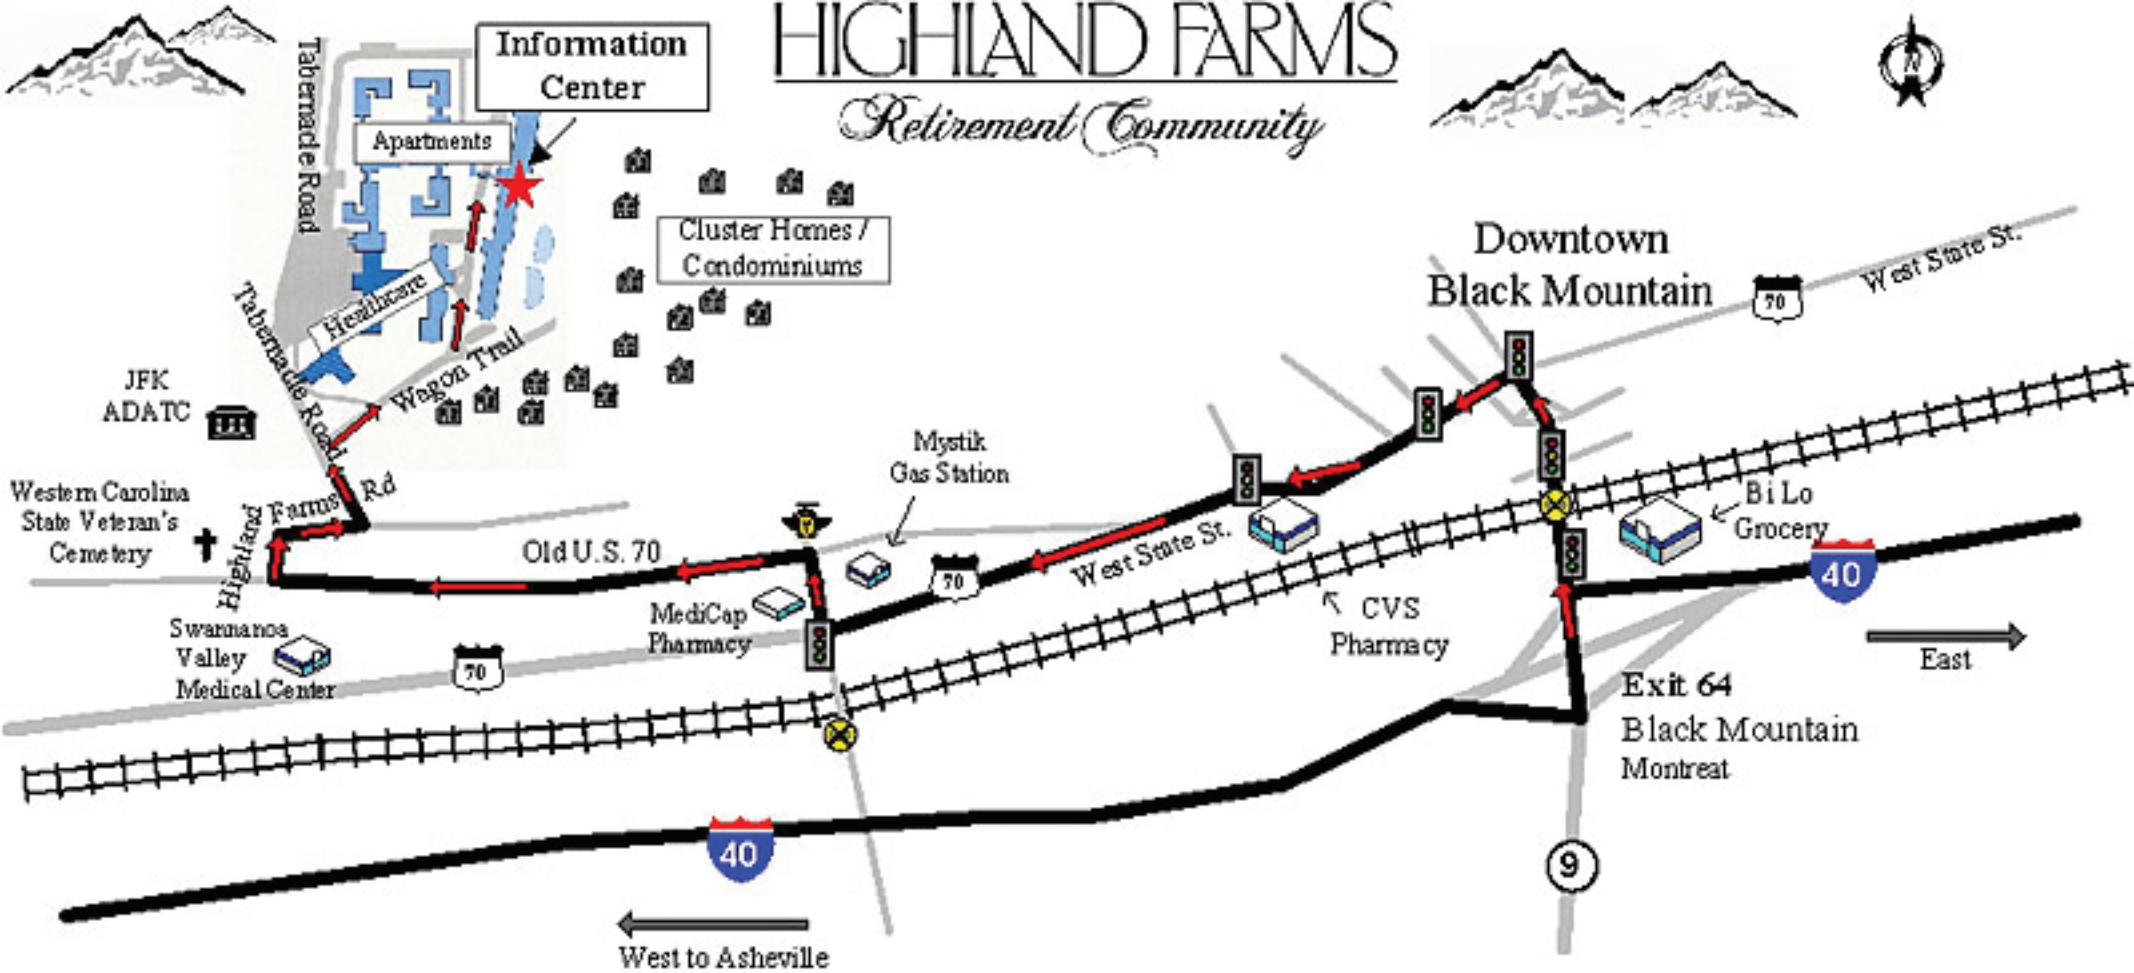 HIGHLAND FARMS
Retirement Community
N
Information
Center
Tabernacle Road
Apartments
Cluster Homes /
Condominiums
Healthcare
Tabernacle Road
Wagon Trail
JFK
ADATC
Western Carolina
State Veteran's
Cemetery
Highland Farms Rd
Old U.S. 70
Mystik
Gas Station
MediCap
Pharmacy
Swannanoa
Valley
Medical Center
70
70
West State St.
Downtown
Black Mountain
70
West State St.
Bi Lo
Grocery
40
CVS
Pharmacy
East
Exit 64
Black Mountain
Montreat
9
40
West to Asheville